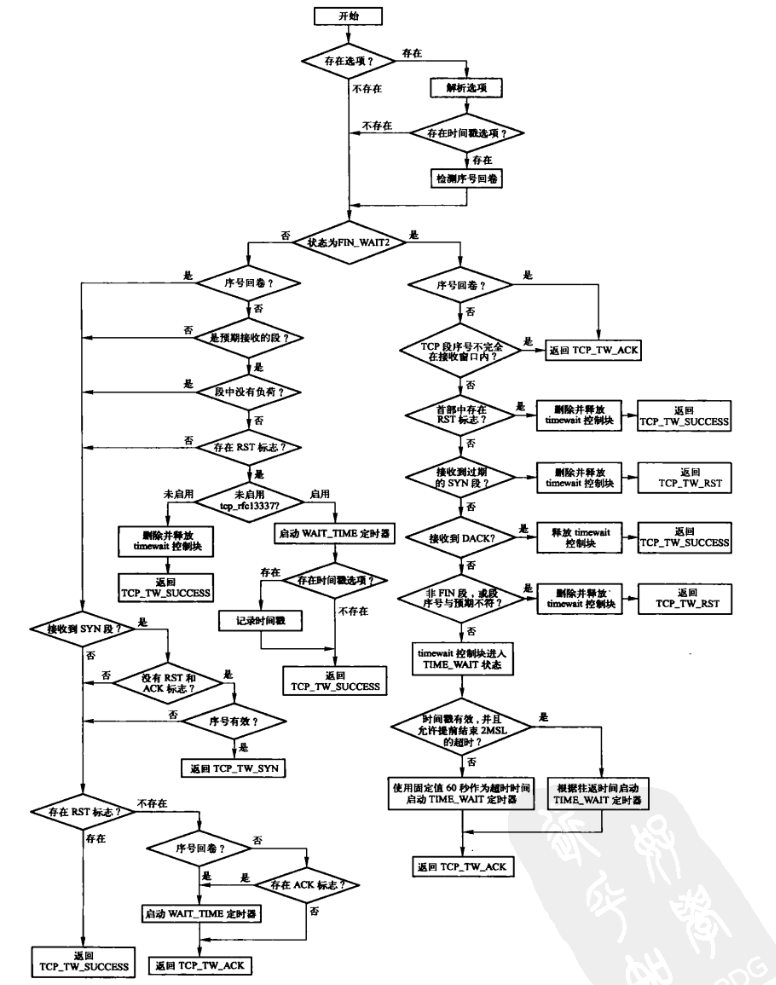 开始
存在选项？
存在
不存在
解析选项
不存在
存在时间戳选项？
存在
检测序号回卷
否
状态为FIN_WAIT2
是
是
序号回卷？
否
否
是预期接收的段？
是
是
段中没有负荷？
否
否
存在 RST 标志？
是
未启用
未启用
tcp_rfc13337?
启用
删除并释放
timewait 控制块
返回
TCP_TW_SUCCESS
启动 WAIT_TIME 定时器
存在
存在时间戳选项？
不存在
记录时间戳
返回
TCP_TW_SUCCESS
接收到 SYN 段？
是
否
否
没有 RST 和
ACK 标志？
是
否
序号有效？
是
返回 TCP_TW_SYN
存在 RST 标志？
不存在
存在
序号回卷？
否
是
是
存在 ACK 标志？
否
启动 WAIT_TIME 定时器
返回
TCP_TW_SUCCESS
返回 TCP_TW_ACK
序号回卷？
是
否
TCP 段序号不完全
在接收窗口内？
是
返回 TCP_TW_ACK
否
首部中存在
RST 标志？
是
删除并释放
timewait 控制块
返回
TCP_TW_SUCCESS
否
接收到过期
的 SYN 段？
是
删除并释放
timewait 控制块
返回
TCP_TW_RST
否
接收到 DACK?
是
释放 timewait
控制块
返回
TCP_TW_SUCCESS
否
非 FIN 段，或段
序号与预期不符？
是
删除并释放
timewait 控制块
返回
TCP_TW_RST
否
timewait 控制块进入
TIME_WAIT 状态
时间戳有效，并且
允许提前结束 2MSL
的超时？
是
否
使用固定值 60 秒作为超时时间
启动 TIME_WAIT 定时器
根据往返时间启动
TIME_WAIT 定时器
返回 TCP_TW_ACK